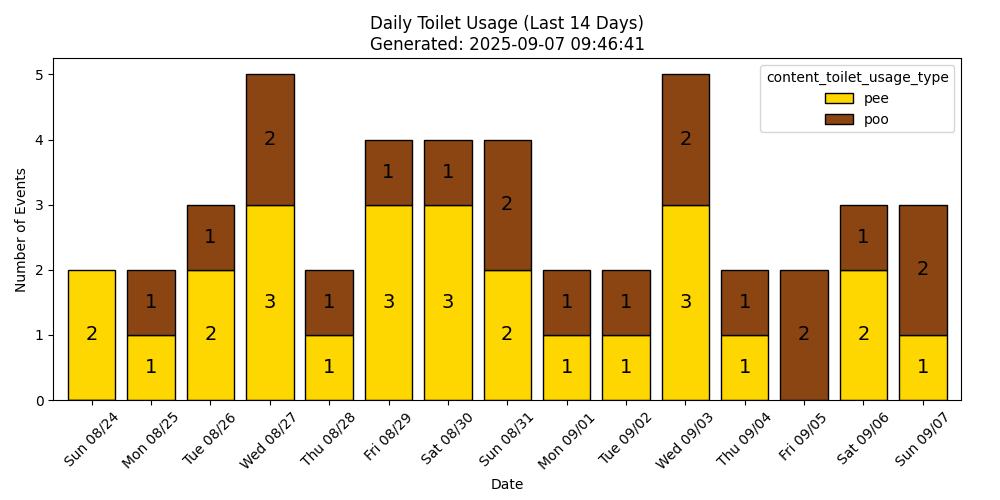 Daily Toilet Usage (Last 14 Days)
Generated: 2025-09-07 09:46:41
content_toilet_usage_type
pee
poo
Number of Events
5
4
3
2
1
0
2
1
1
1
2
2
3
1
1
1
3
1
3
2
2
1
1
1
1
2
3
1
1
2
1
2
2
1
Sun 08/24
Mon 08/25
Tue 08/26
Wed 08/27
Thu 08/28
Fri 08/29
Sat 08/30
Sun 08/31
Mon 09/01
Tue 09/02
Wed 09/03
Thu 09/04
Fri 09/05
Sat 09/06
Sun 09/07
Date